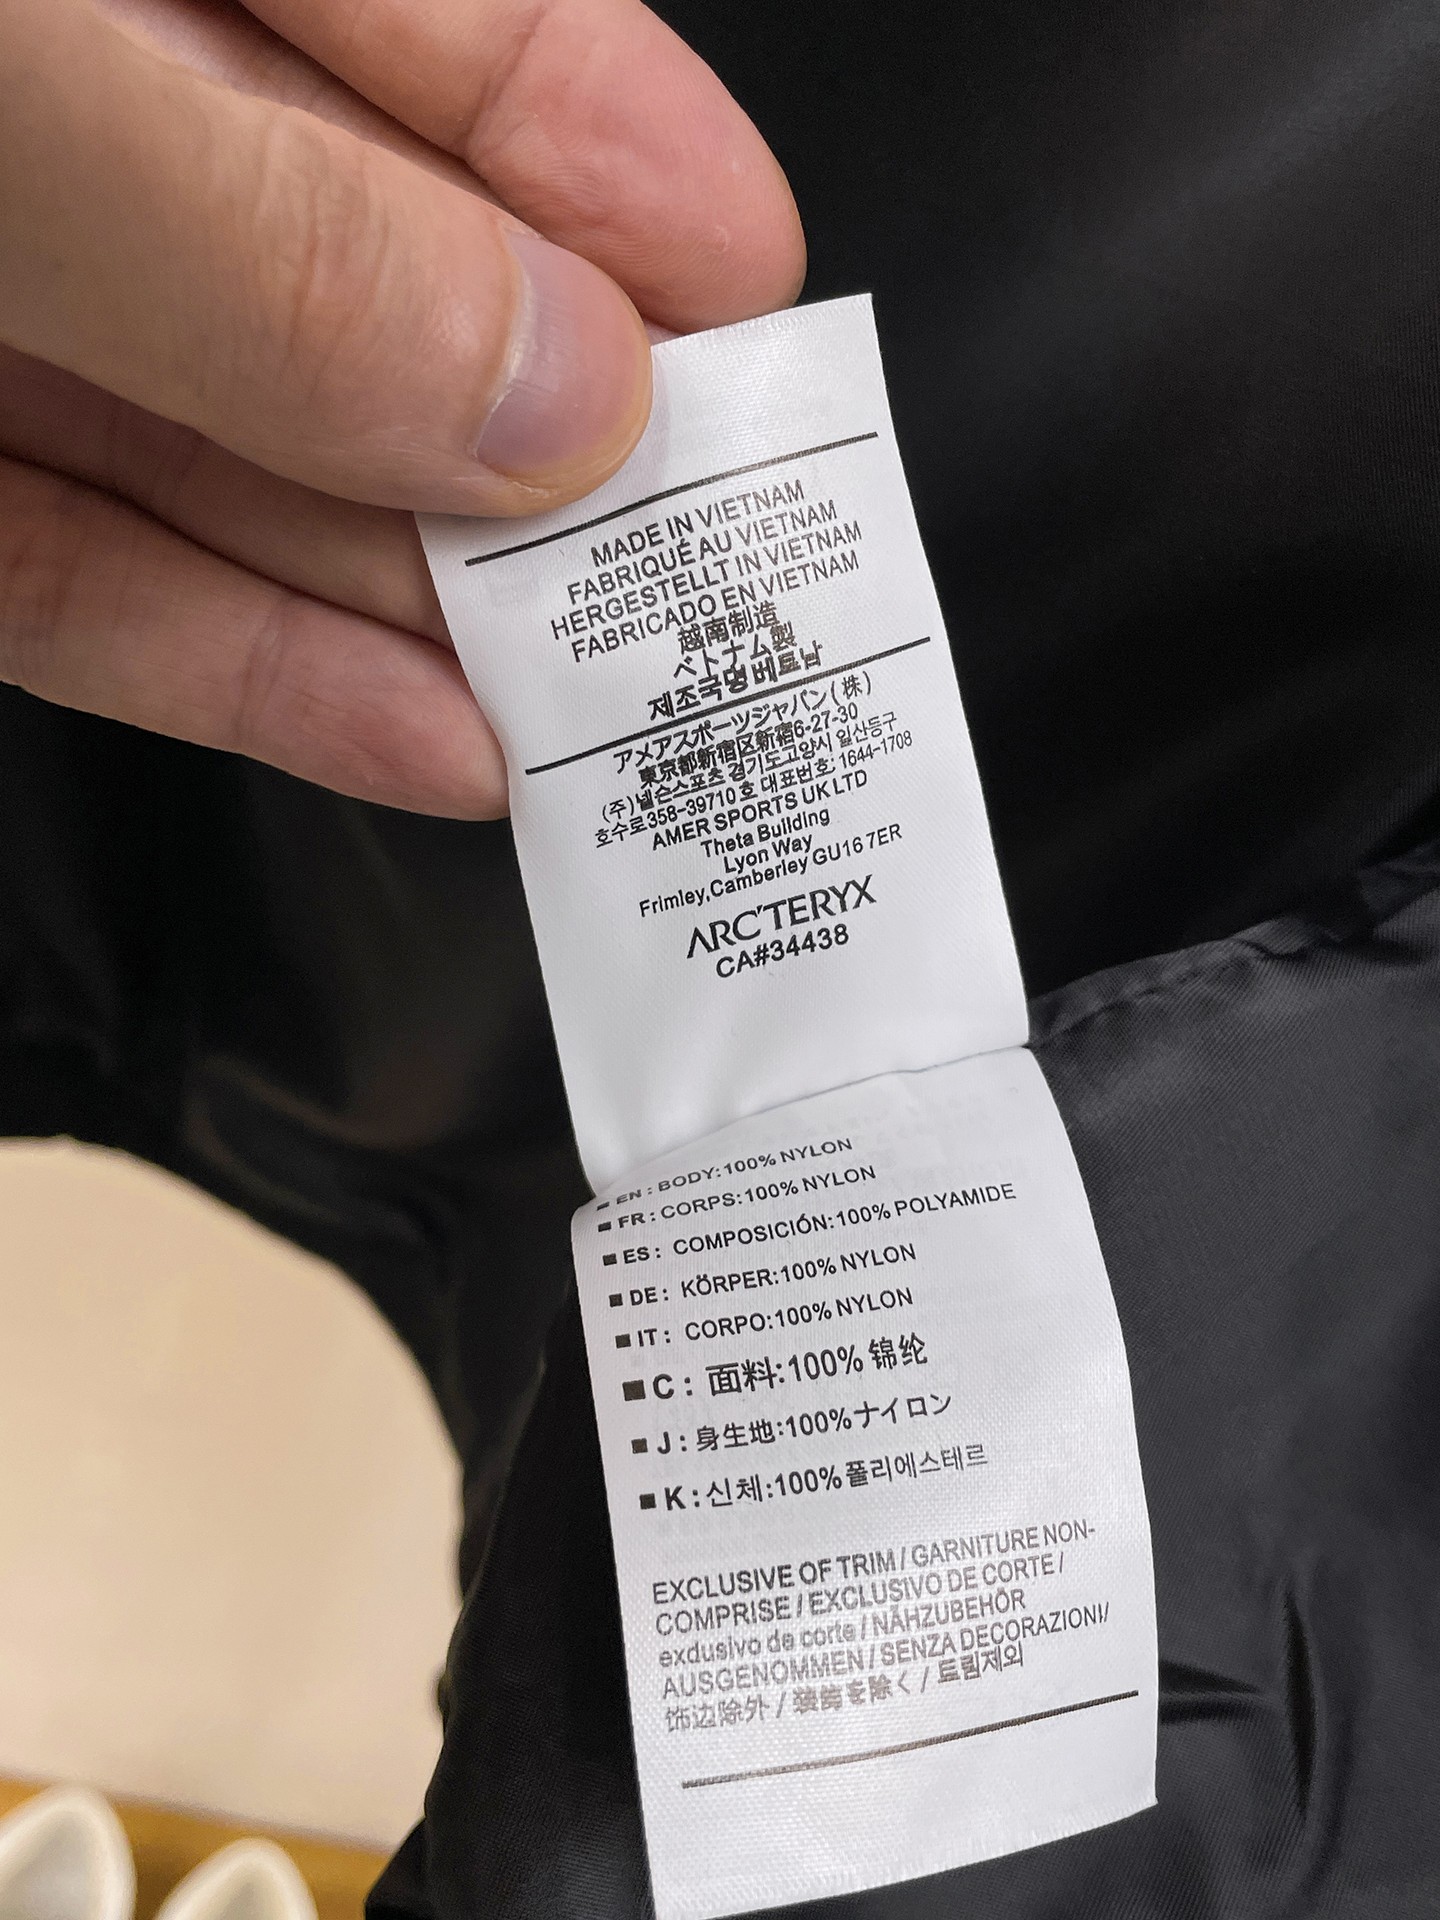 MADE IN VIETNAM
FABRIQUÉ AU VIETNAM
HERGESTELLT IN VIETNAM
FABRICADO EN VIETNAM
越南制造
ベトナム製
제조국명 베트남
アメアスポーツジャパン(株)
東京都新宿区新宿6-27-30
(주)넬슨스포츠 경기도고양시 일산동구
호수로358-39710호 대표번호: 1644-1708
AMER SPORTS UK LTD
Theta Building
Lyon Way
Frimley,Camberley GU16 7ER
ARC'TERYX
CA#34438
EN : BODY:100% NYLON
FR : CORPS:100% NYLON
ES : COMPOSICIÓN:100% POLYAMIDE
DE : KÖRPER:100% NYLON
IT : CORPO:100% NYLON
C : 面料:100% 锦纶
J : 身生地:100%ナイロン
K : 신체:100%폴리에스테르
EXCLUSIVE OF TRIM / GARNITURE NON-
COMPRISE / EXCLUSIVO DE CORTE /
exdusivo de corte / NÄHZUBEHÖR
AUSGENOMMEN / SENZA DECORAZIONI/
饰边除外 / 装飾を除く / 트림제외